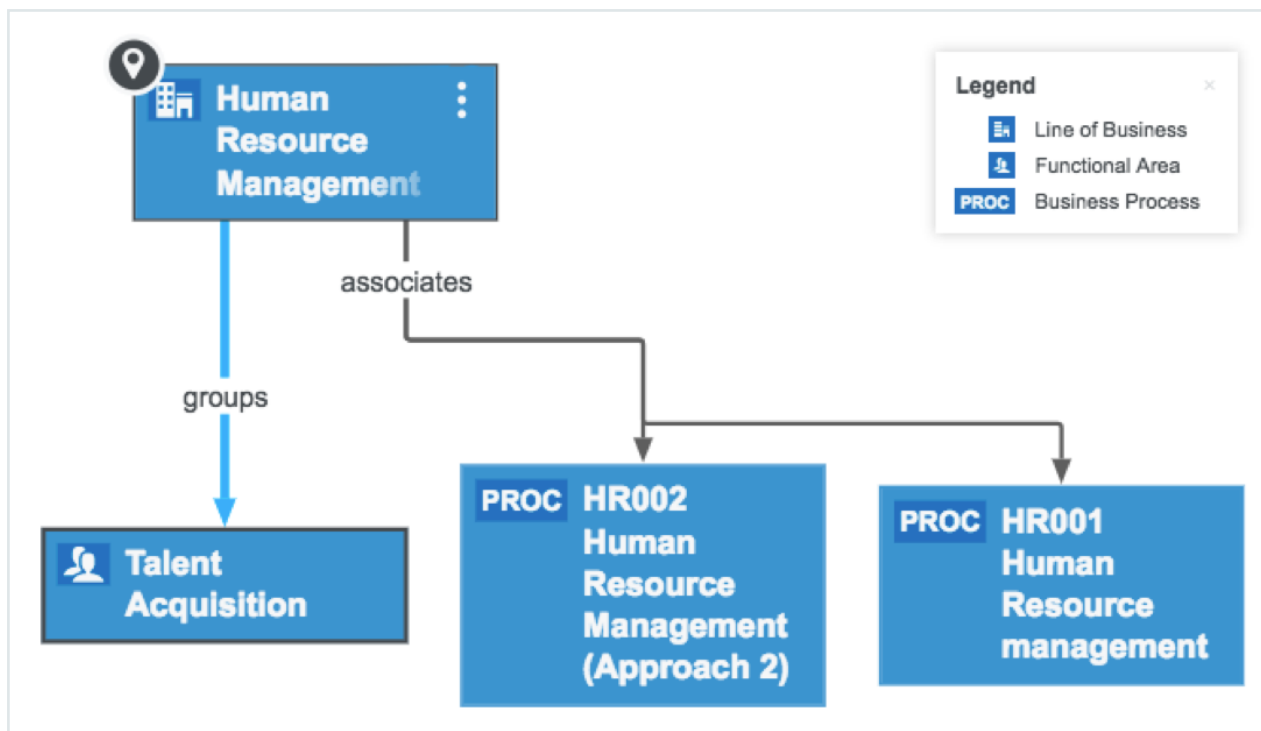 Human
Resource
Management
Legend
×
Line of Business
Functional Area
PROC Business Process
associates
groups
Talent
Acquisition
PROC HR002
Human
Resource
Management
(Approach 2)
PROC HR001
Human
Resource
management